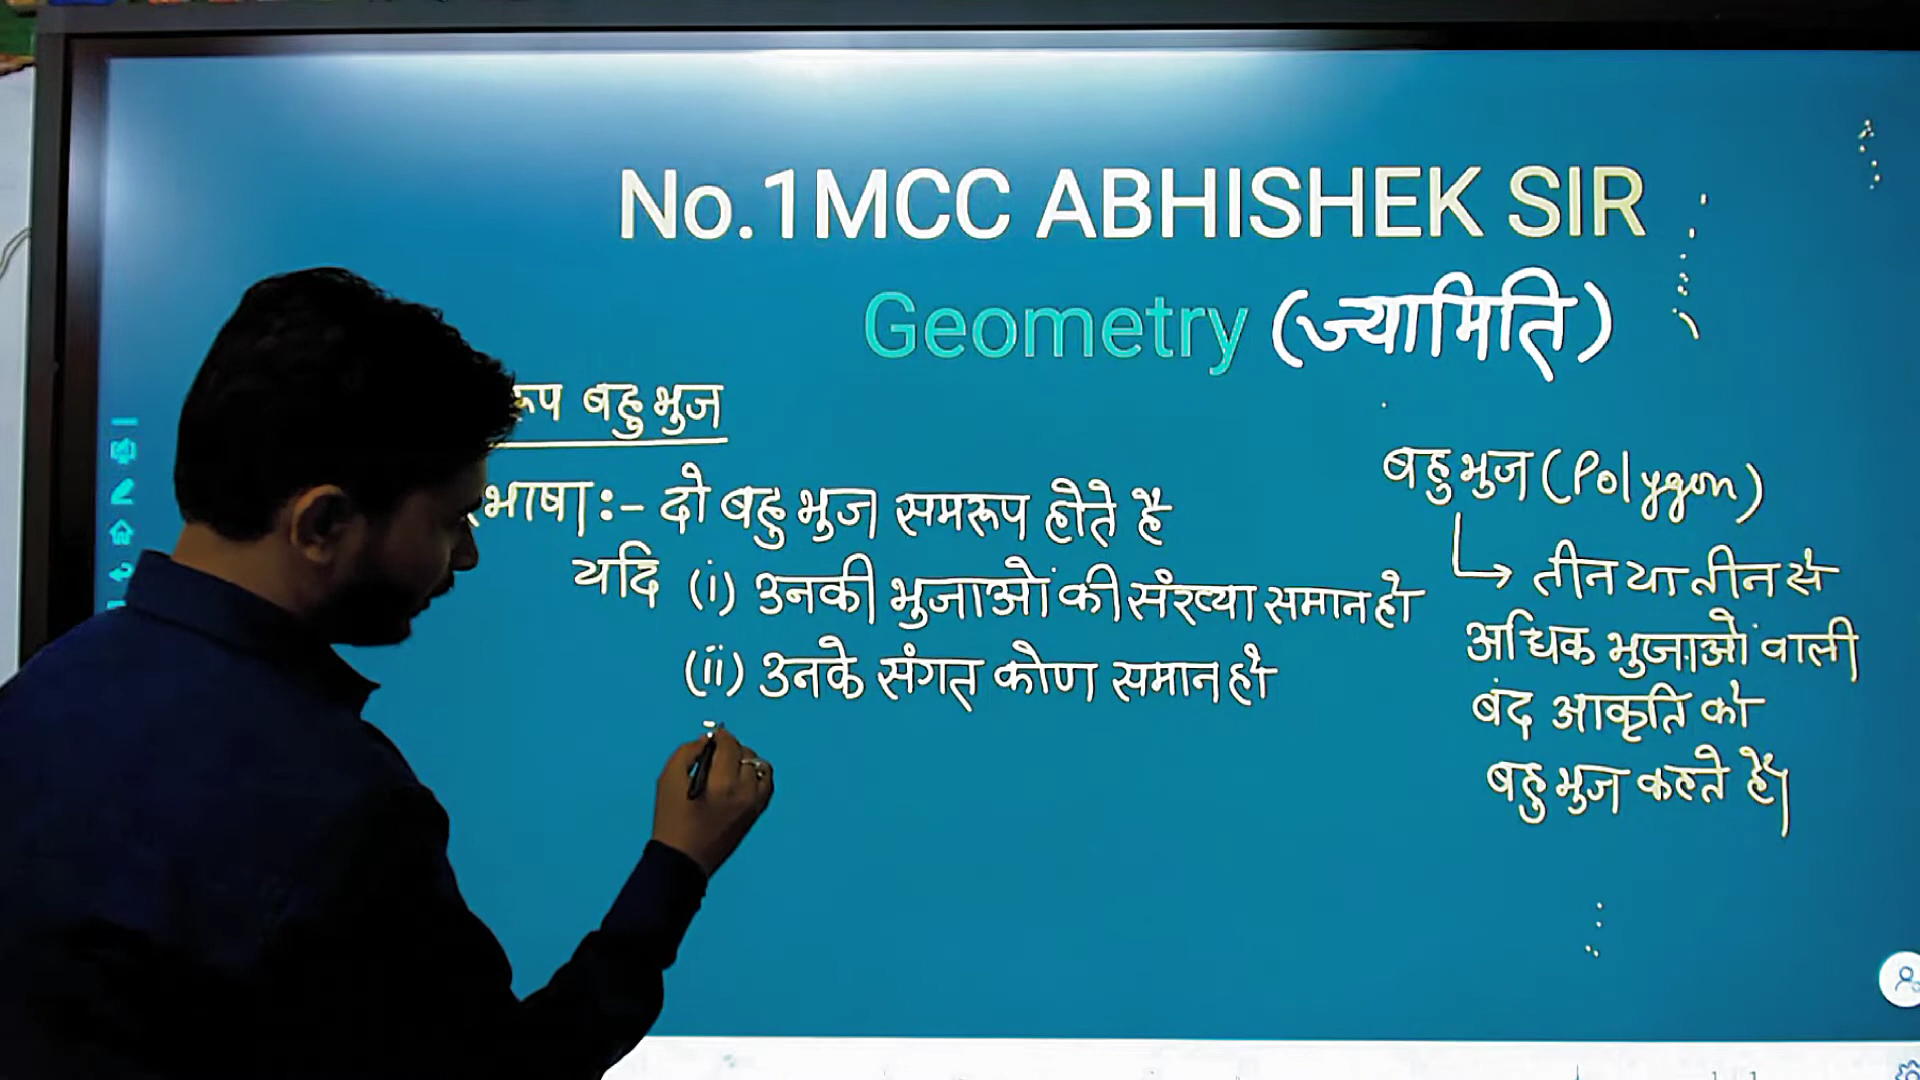 No.1MCC ABHISHEK SIR
Geometry (ज्यामिति)
रूप बहुभुज
भाषा :- दो बहुभुज समरूप होते है
यदि (i) उनकी भुजाओं की संख्या समान हो
(ii) उनके संगत् कोण समान हो
बहुभुज (Polygon)
↳ तीन या तीन से
अधिक भुजाओं वाली
बंद आकृति को
बहुभुज कहते हैं|